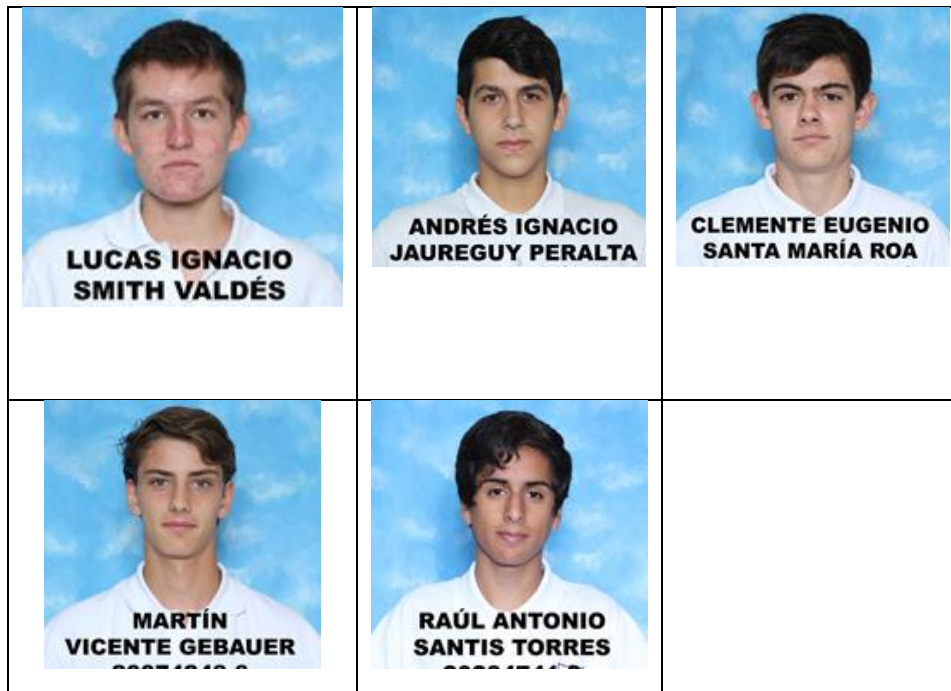 LUCAS IGNACIO
SMITH VALDÉS
ANDRÉS IGNACIO
JAUREGUY PERALTA
CLEMENTE EUGENIO
SANTA MARÍA ROA
MARTÍN
VICENTE GEBAUER
RAÚL ANTONIO
SANTIS TORRES